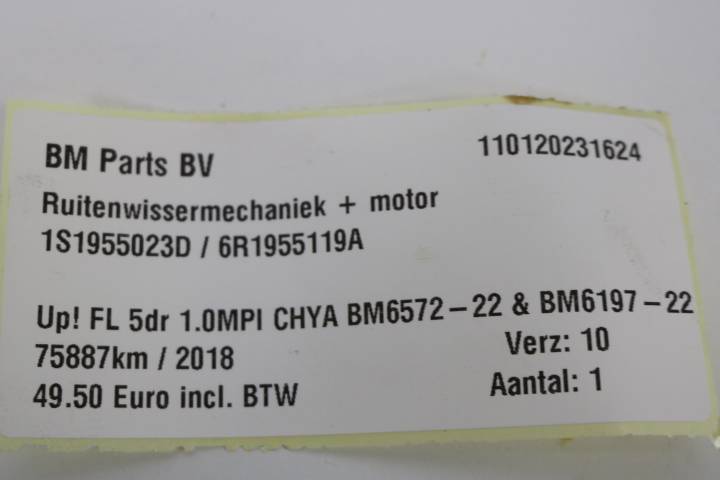 BM Parts BV 110120231624
Ruitenwissermechaniek + motor
1S1955023D / 6R1955119A
Up! FL 5dr 1.0MPI CHYA BM6572-22 & BM6197-22
75887km / 2018 Verz: 10
49.50 Euro incl. BTW Aantal: 1